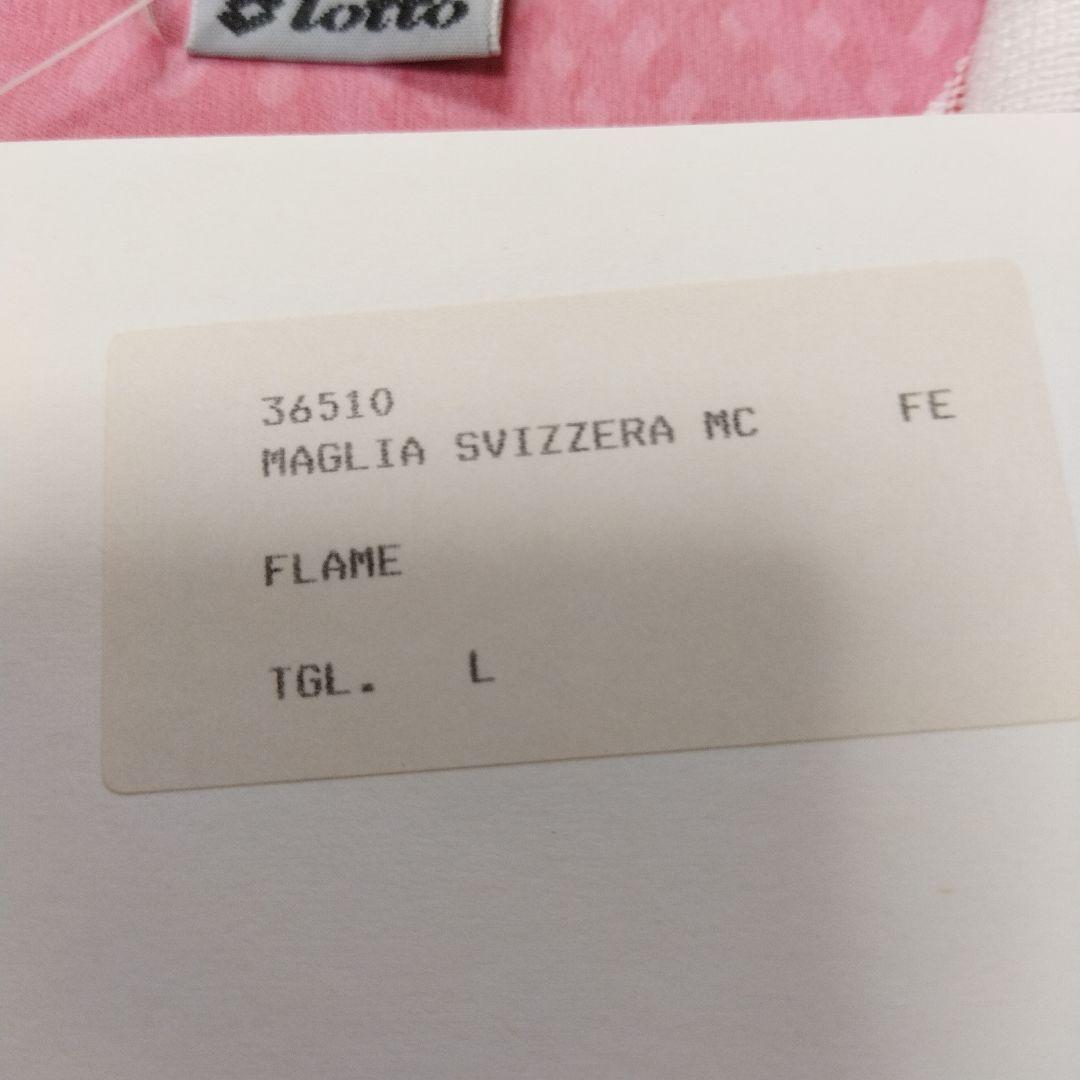 lotto
36510
MAGLIA SVIZZERA MC FE
FLAME
TGL. L